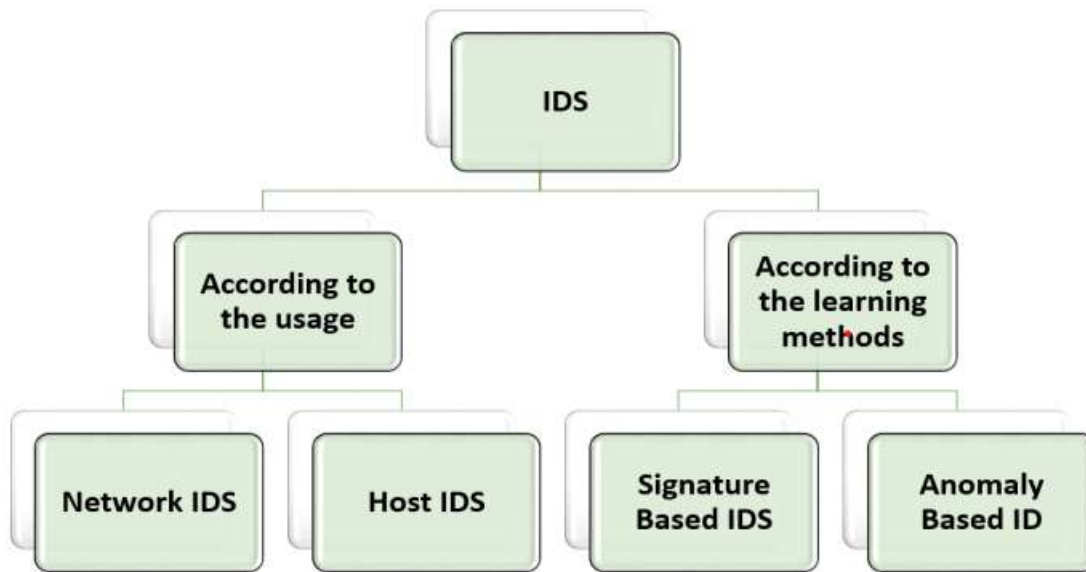 IDS
According to
the usage
According to
the learning
methods
Network IDS
Host IDS
Signature
Based IDS
Anomaly
Based ID